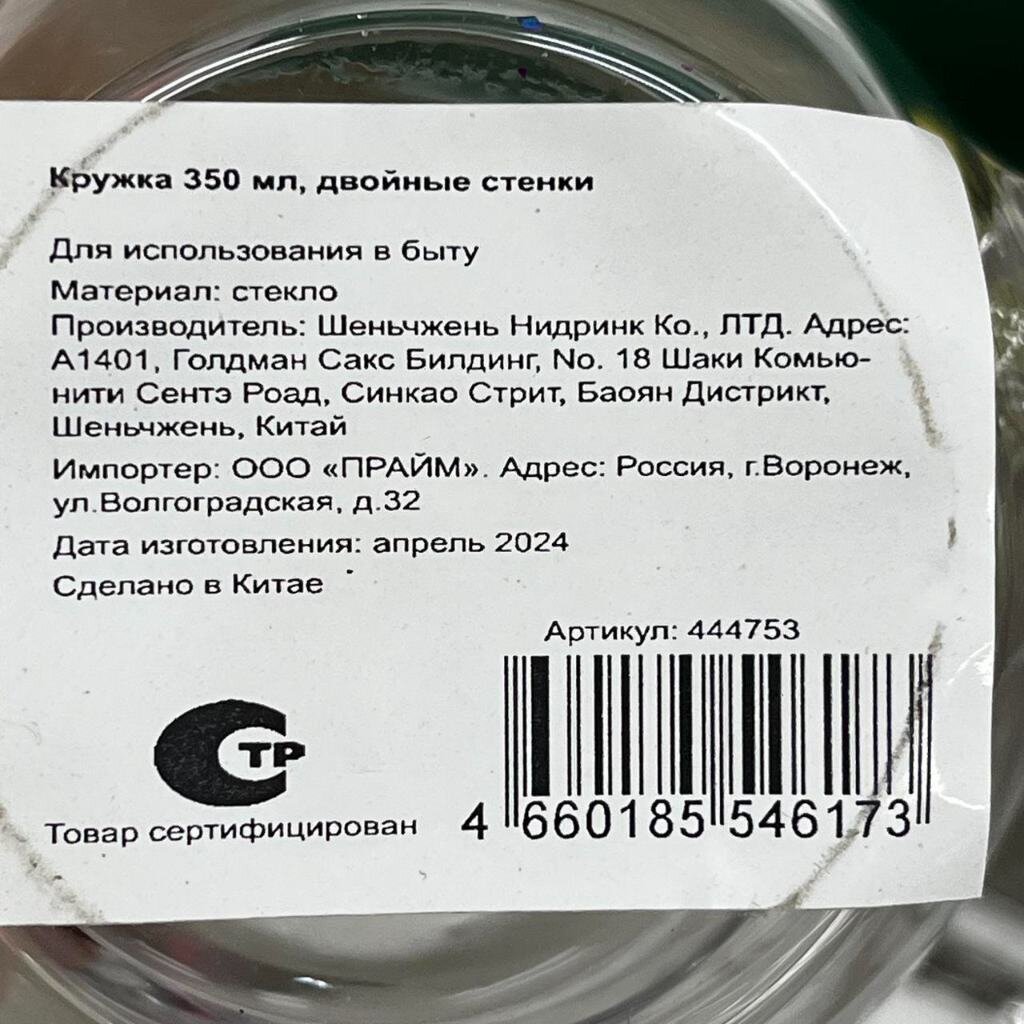 Кружка 350 мл, двойные стенки
Для использования в быту
Материал: стекло
Производитель: Шеньчжень Нидринк Ко., ЛТД. Адрес:
А1401, Голдман Сакс Билдинг, No. 18 Шаки Комью-
нити Сентэ Роад, Синкао Стрит, Баоян Дистрикт,
Шеньчжень, Китай
Импортер: ООО «ПРАЙМ». Адрес: Россия, г.Воронеж,
ул.Волгоградская, д.32
Дата изготовления: апрель 2024
Сделано в Китае
Артикул: 444753
СТР
Товар сертифицирован
4 660185 546173